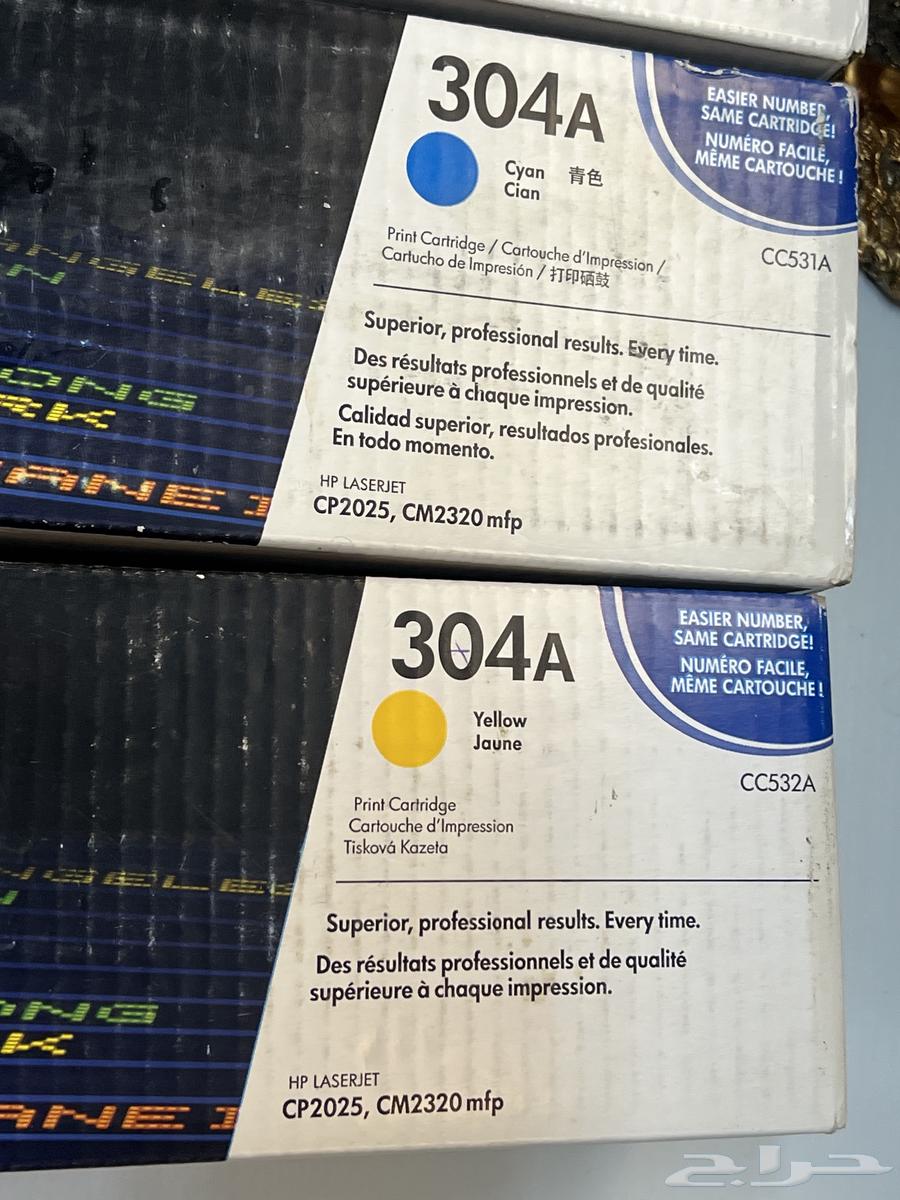 304A
EASIER NUMBER,
SAME CARTRIDGE!
NUMÉRO FACILE,
MÊME CARTOUCHE !
Cyan 青色
Cian
CC531A
Print Cartridge / Cartouche d'Impression /
Cartucho de Impresión / 打印硒鼓
Superior, professional results. Every time.
Des résultats professionnels et de qualité
supérieure à chaque impression.
Calidad superior, resultados profesionales.
En todo momento.
HP LASERJET
CP2025, CM2320 mfp
304A
EASIER NUMBER,
SAME CARTRIDGE!
NUMÉRO FACILE,
MÊME CARTOUCHE !
Yellow
Jaune
CC532A
Print Cartridge
Cartouche d'Impression
Tisková Kazeta
Superior, professional results. Every time.
Des résultats professionnels et de qualité
supérieure à chaque impression.
HP LASERJET
CP2025, CM2320 mfp
حراج